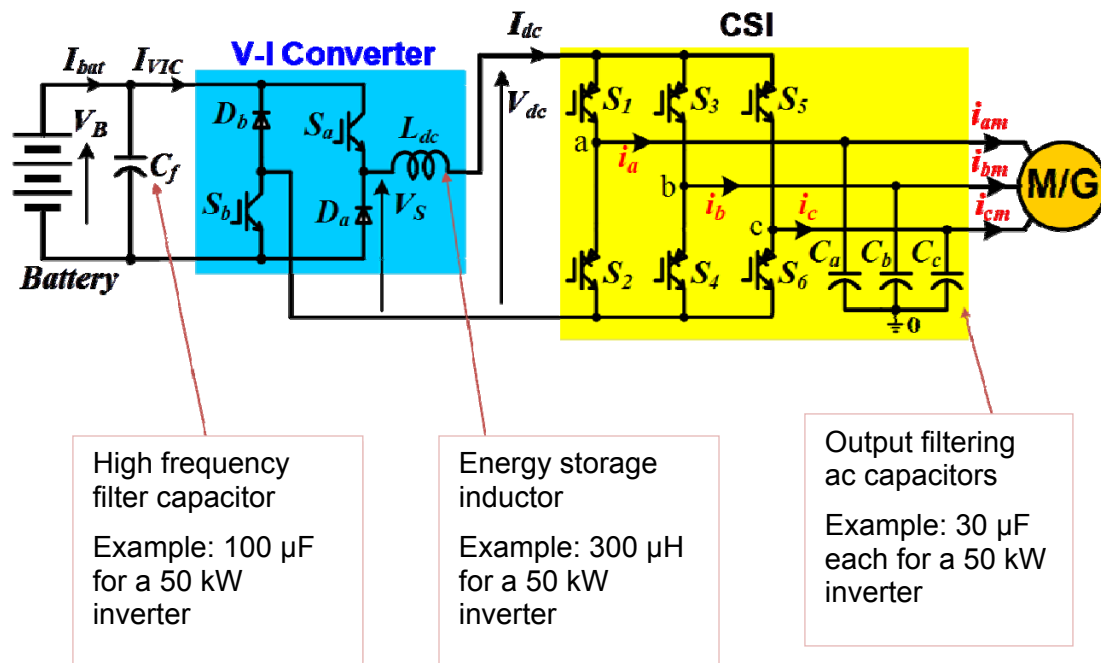 CSI
V-I Converter
I_dc
I_bat
I_VIC
V_B
C_f
Battery
D_b
S_a
L_dc
S_b
D_a
V_S
V_dc
S_1
S_3
S_5
a
i_a
b
i_b
c
i_c
S_2
S_4
S_6
C_a
C_b
C_c
0
i_am
i_bm
i_cm
M/G
High frequency
filter capacitor
Example: 100 µF
for a 50 kW
inverter
Energy storage
inductor
Example: 300 µH
for a 50 kW
inverter
Output filtering
ac capacitors
Example: 30 µF
each for a 50 kW
inverter